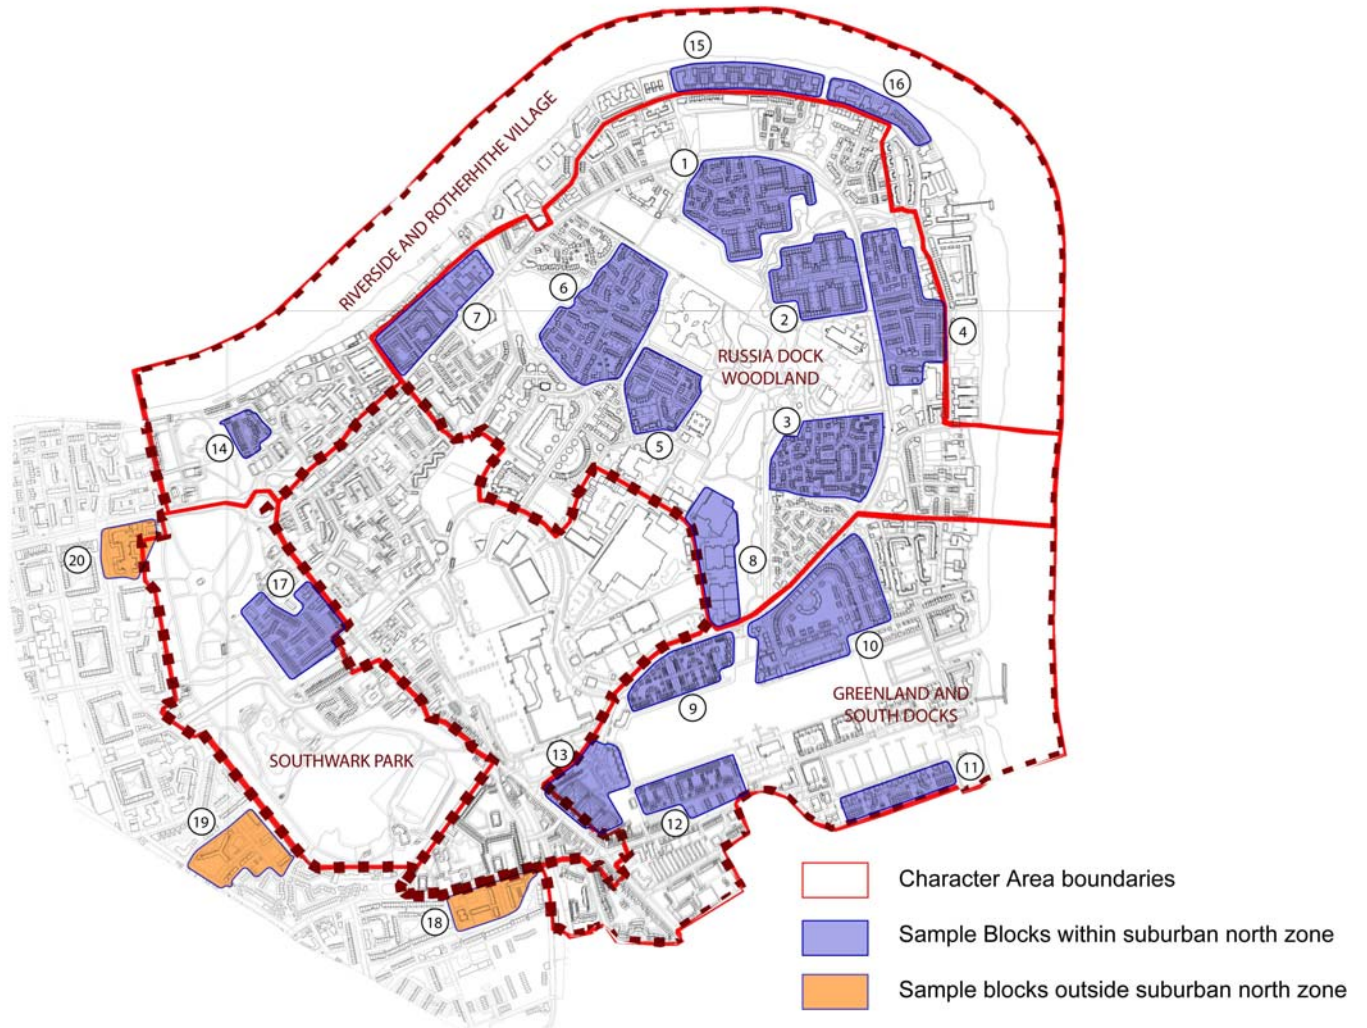 15
16
1
RIVERSIDE AND ROTHERHITHE VILLAGE
6
7
2
4
RUSSIA DOCK
WOODLAND
14
5
3
20
17
8
10
9
GREENLAND AND
SOUTH DOCKS
13
SOUTHWARK PARK
11
19
12
18
Character Area boundaries
Sample Blocks within suburban north zone
Sample blocks outside suburban north zone